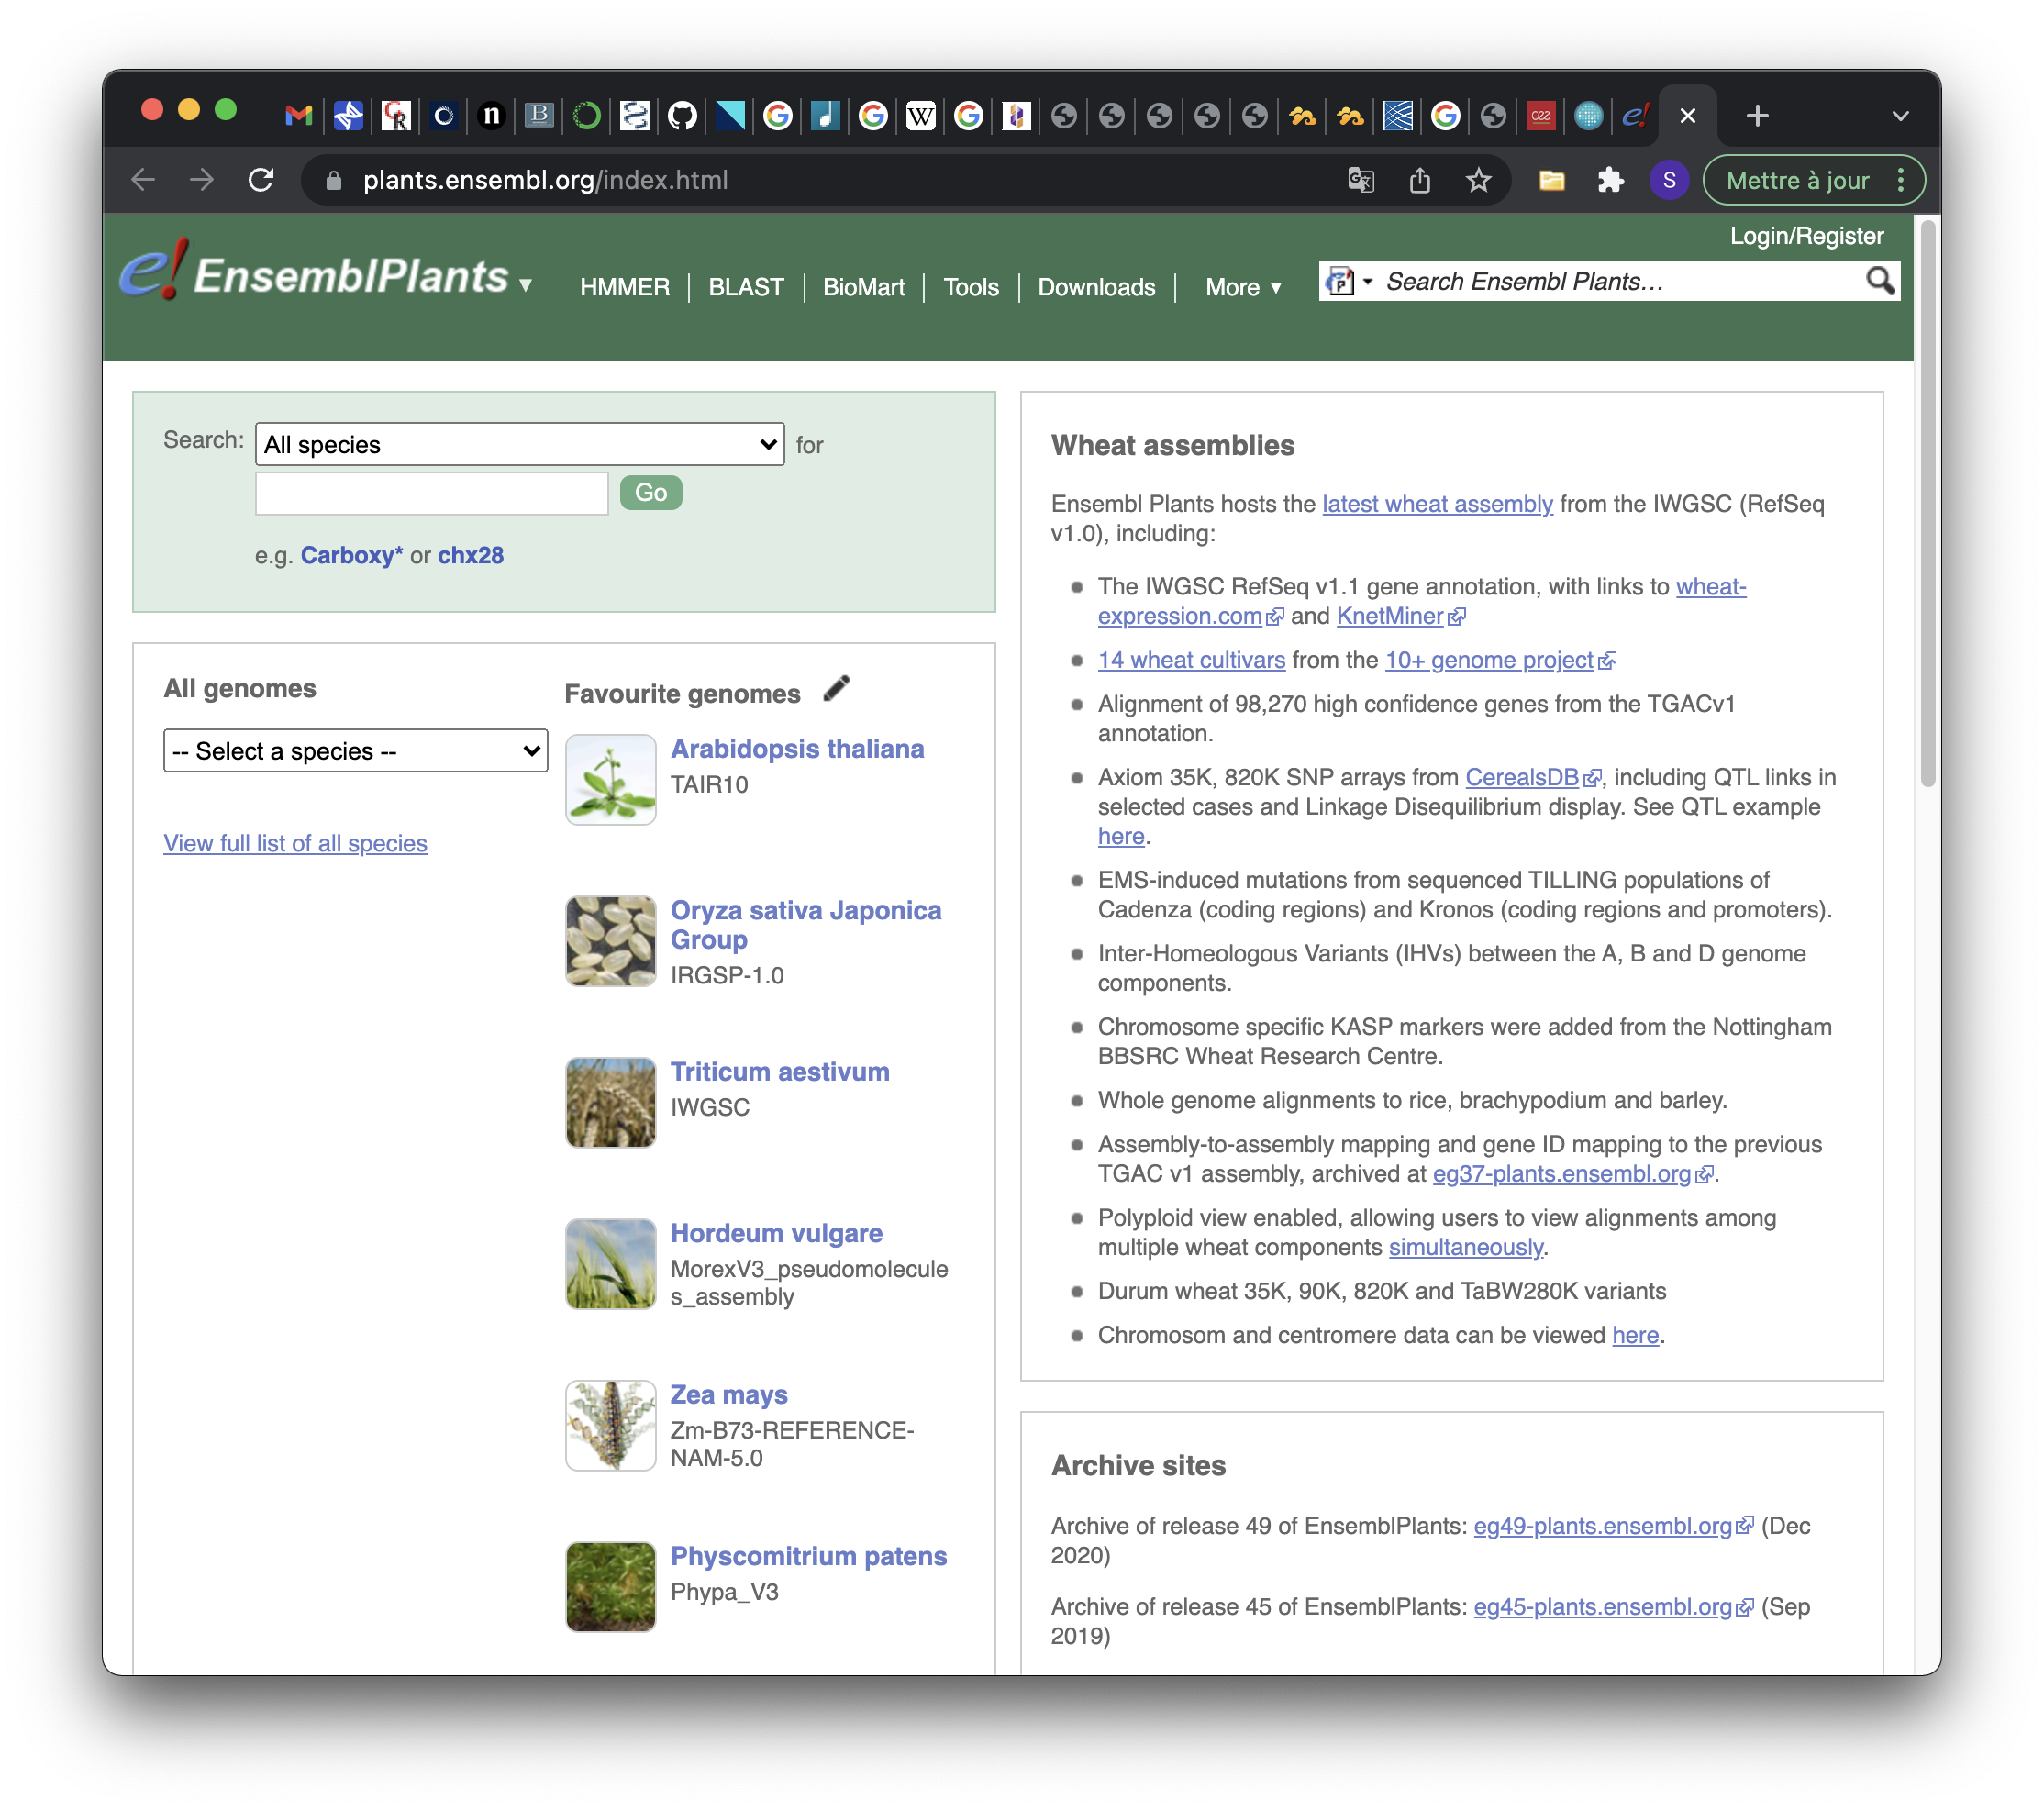 plants.ensembl.org/index.html
Mettre à jour
S
Login/Register
e! EnsemblPlants
HMMER
BLAST
BioMart
Tools
Downloads
More
Search Ensembl Plants…
Search:
All species
for
Go
e.g. Carboxy* or chx28
All genomes
-- Select a species --
View full list of all species
Favourite genomes
Arabidopsis thaliana
TAIR10
Oryza sativa Japonica
Group
IRGSP-1.0
Triticum aestivum
IWGSC
Hordeum vulgare
MorexV3_pseudomolecule
s_assembly
Zea mays
Zm-B73-REFERENCE-
NAM-5.0
Physcomitrium patens
Phypa_V3
Wheat assemblies
Ensembl Plants hosts the latest wheat assembly from the IWGSC (RefSeq
v1.0), including:
The IWGSC RefSeq v1.1 gene annotation, with links to wheat-
expression.com and KnetMiner
14 wheat cultivars from the 10+ genome project
Alignment of 98,270 high confidence genes from the TGACv1
annotation.
Axiom 35K, 820K SNP arrays from CerealsDB, including QTL links in
selected cases and Linkage Disequilibrium display. See QTL example
here.
EMS-induced mutations from sequenced TILLING populations of
Cadenza (coding regions) and Kronos (coding regions and promoters).
Inter-Homeologous Variants (IHVs) between the A, B and D genome
components.
Chromosome specific KASP markers were added from the Nottingham
BBSRC Wheat Research Centre.
Whole genome alignments to rice, brachypodium and barley.
Assembly-to-assembly mapping and gene ID mapping to the previous
TGAC v1 assembly, archived at eg37-plants.ensembl.org.
Polyploid view enabled, allowing users to view alignments among
multiple wheat components simultaneously.
Durum wheat 35K, 90K, 820K and TaBW280K variants
Chromosom and centromere data can be viewed here.
Archive sites
Archive of release 49 of EnsemblPlants: eg49-plants.ensembl.org (Dec
2020)
Archive of release 45 of EnsemblPlants: eg45-plants.ensembl.org (Sep
2019)